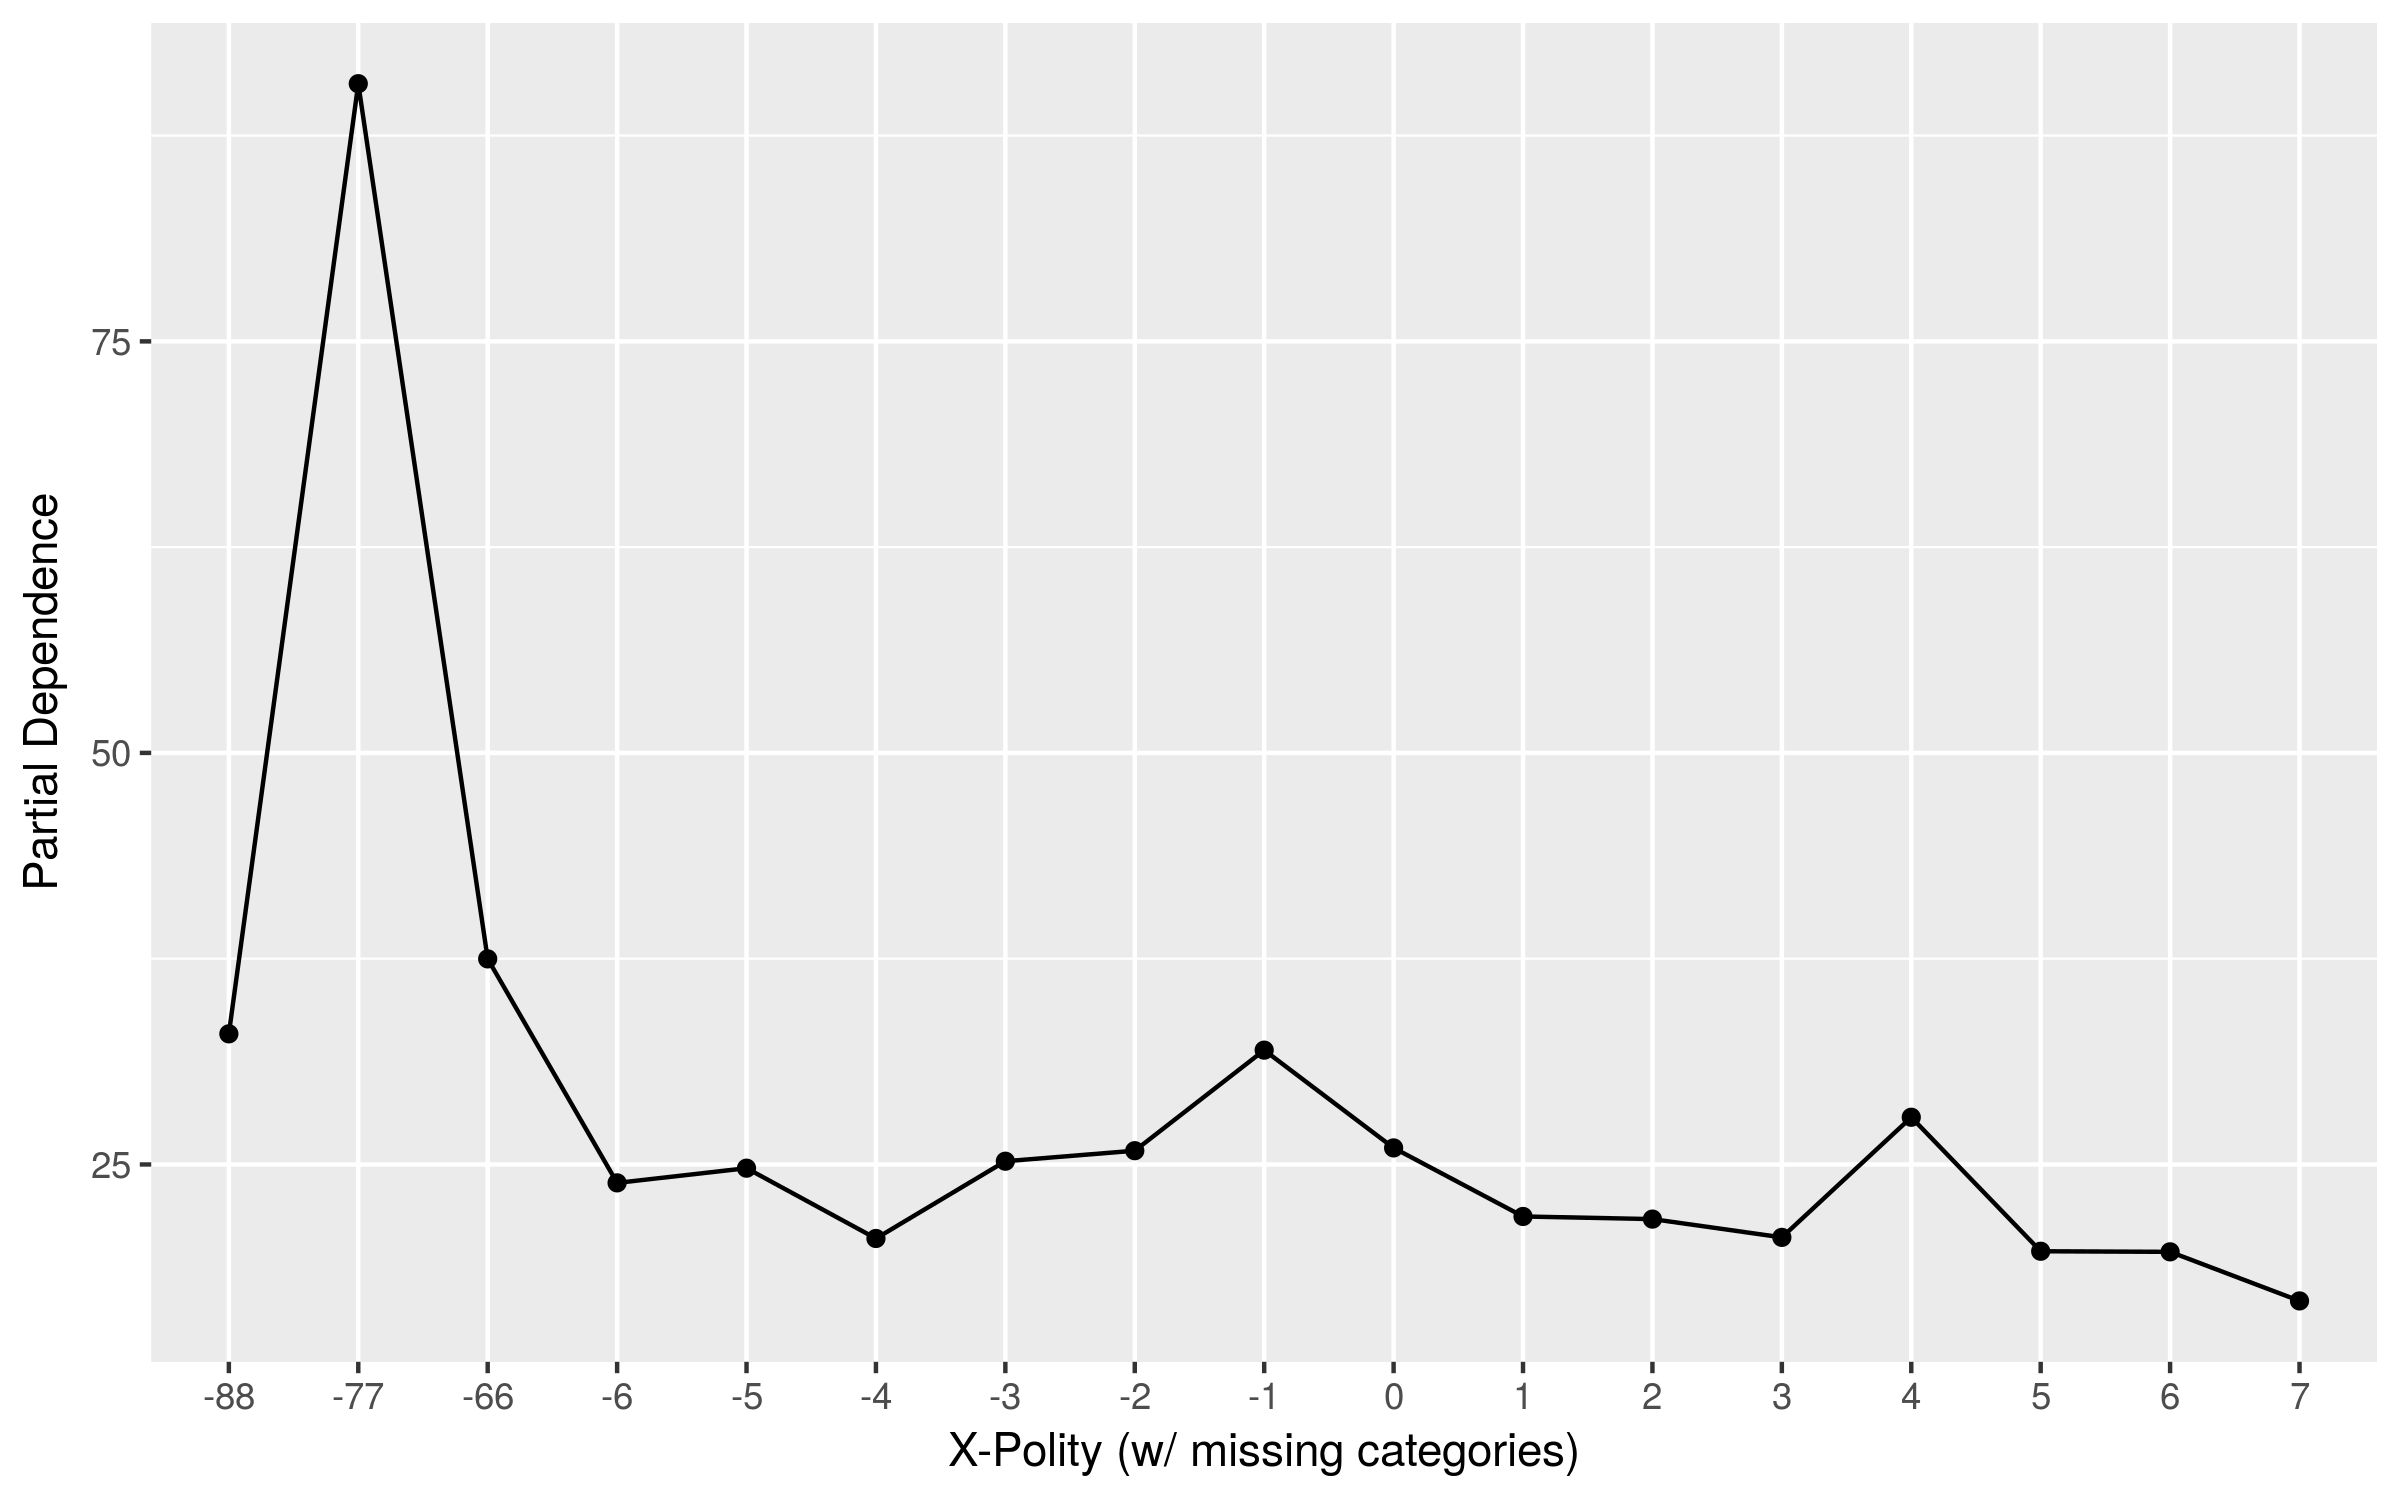 Partial Dependence
75
50
25
-88 -77 -66 -6 -5 -4 -3 -2 -1 0 1 2 3 4 5 6 7
X-Polity (w/ missing categories)